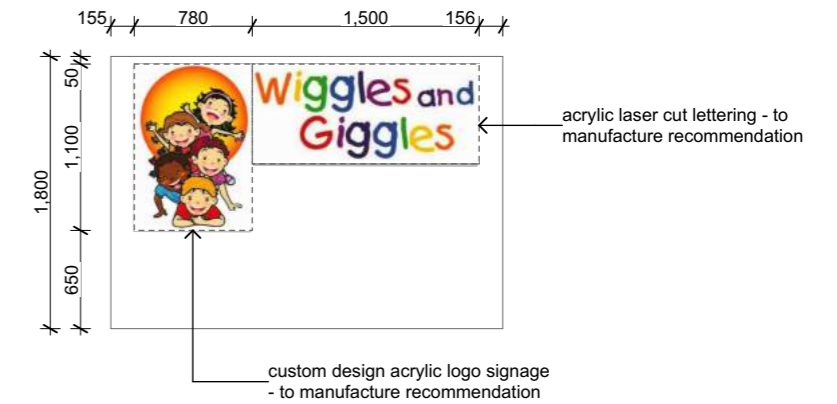 155 780 1,500 156
50
1,100
1,800
650
Wiggles and
Giggles
acrylic laser cut lettering - to
manufacture recommendation
custom design acrylic logo signage
- to manufacture recommendation